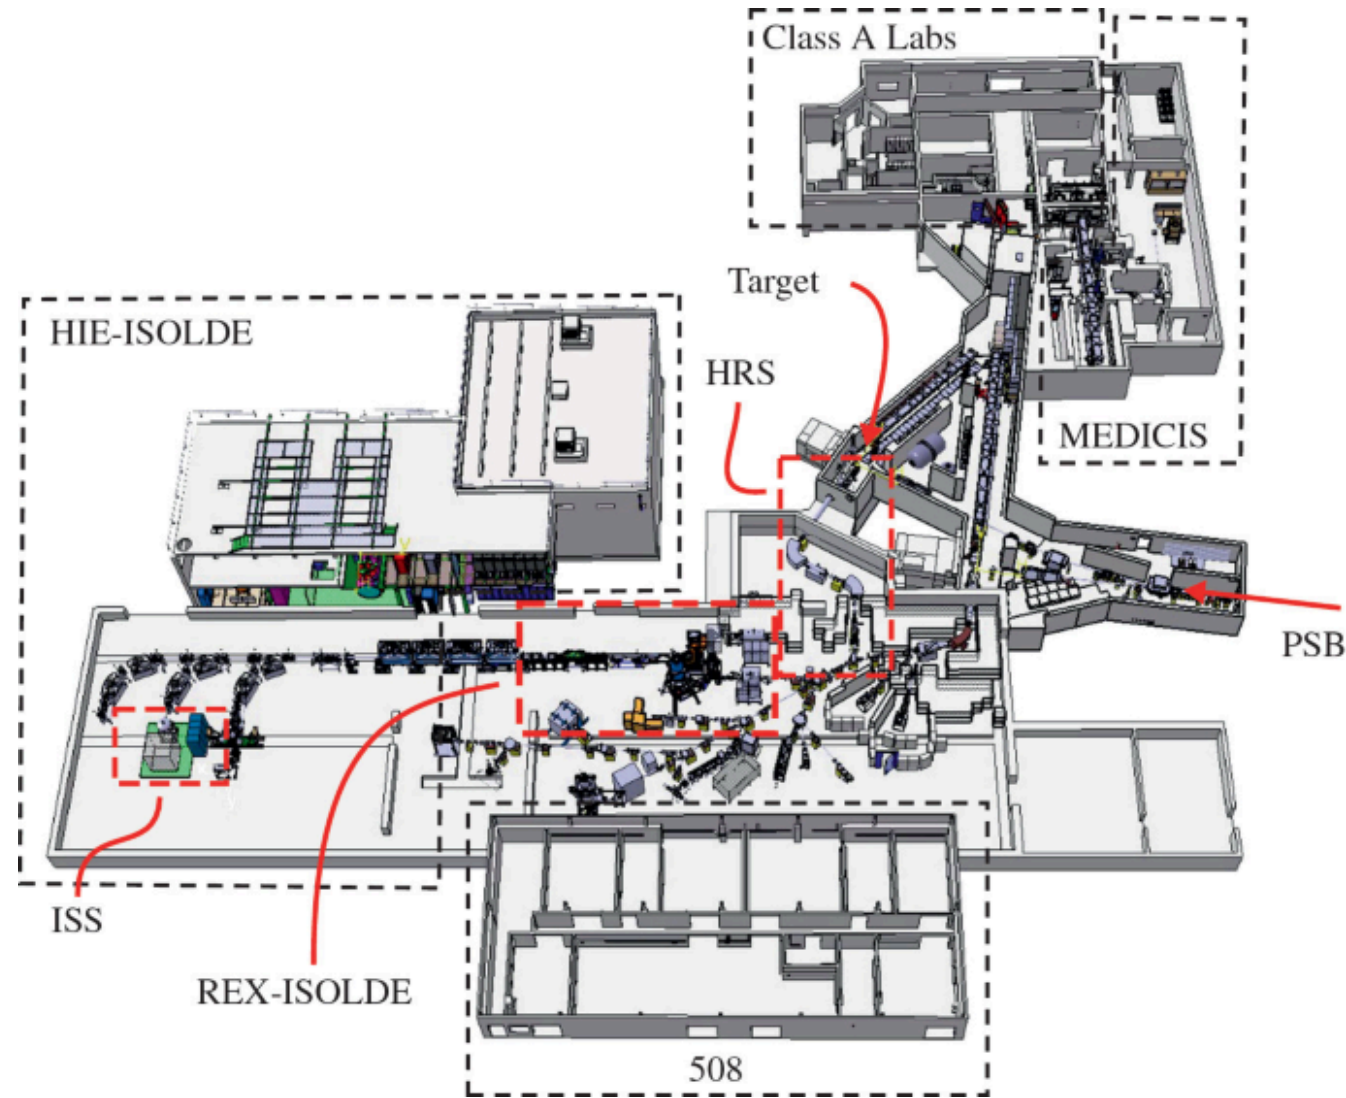 Class A Labs
Target
HIE-ISOLDE
HRS
MEDICIS
PSB
ISS
REX-ISOLDE
508